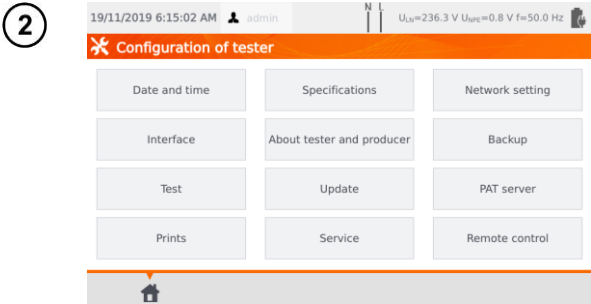 2
19/11/2019 6:15:02 AM admin N L Uʟɴ=236.3 V Uɴᴘᴇ=0.8 V f=50.0 Hz
Configuration of tester
Date and time Specifications Network setting
Interface About tester and producer Backup
Test Update PAT server
Prints Service Remote control